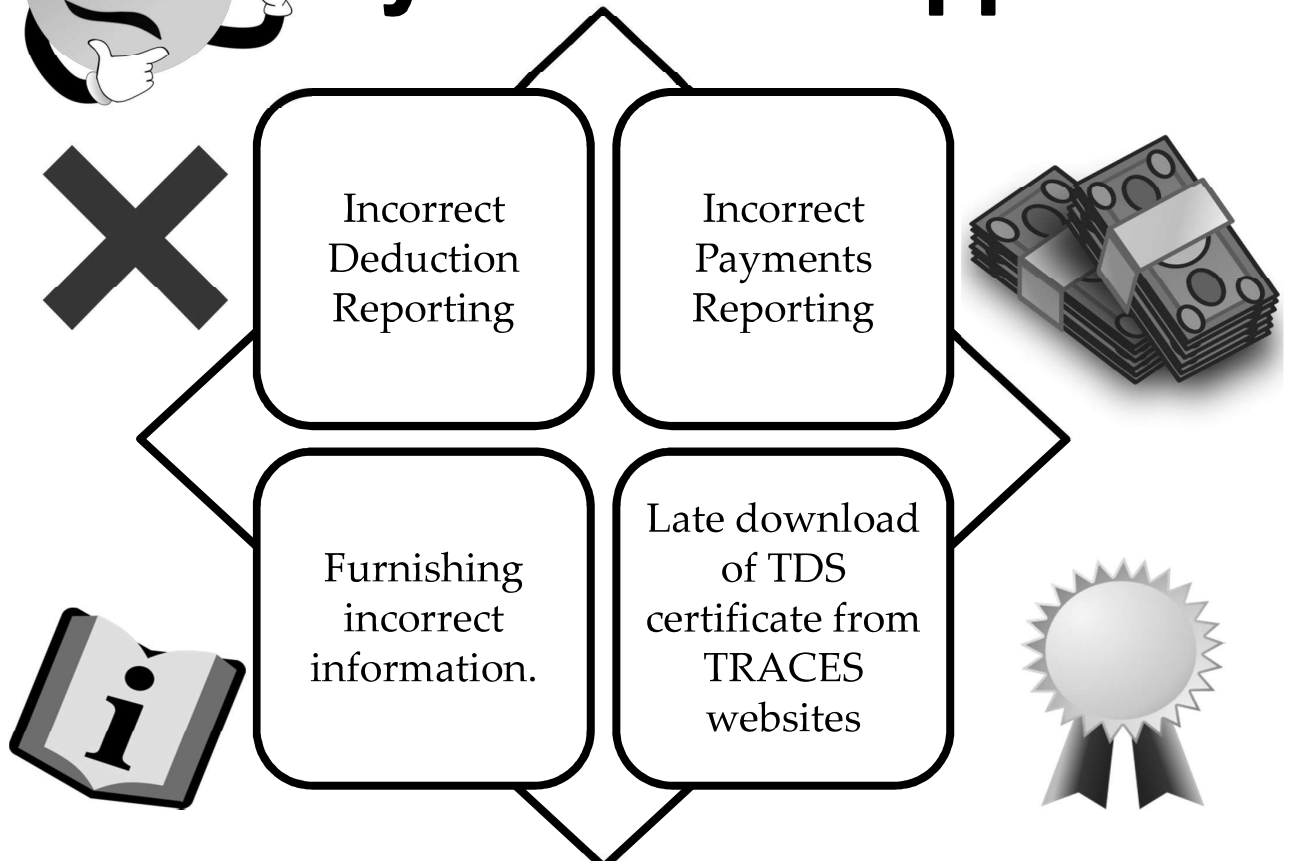 Incorrect
Deduction
Reporting
Incorrect
Payments
Reporting
Furnishing
incorrect
information.
Late download
of TDS
certificate from
TRACES
websites
i